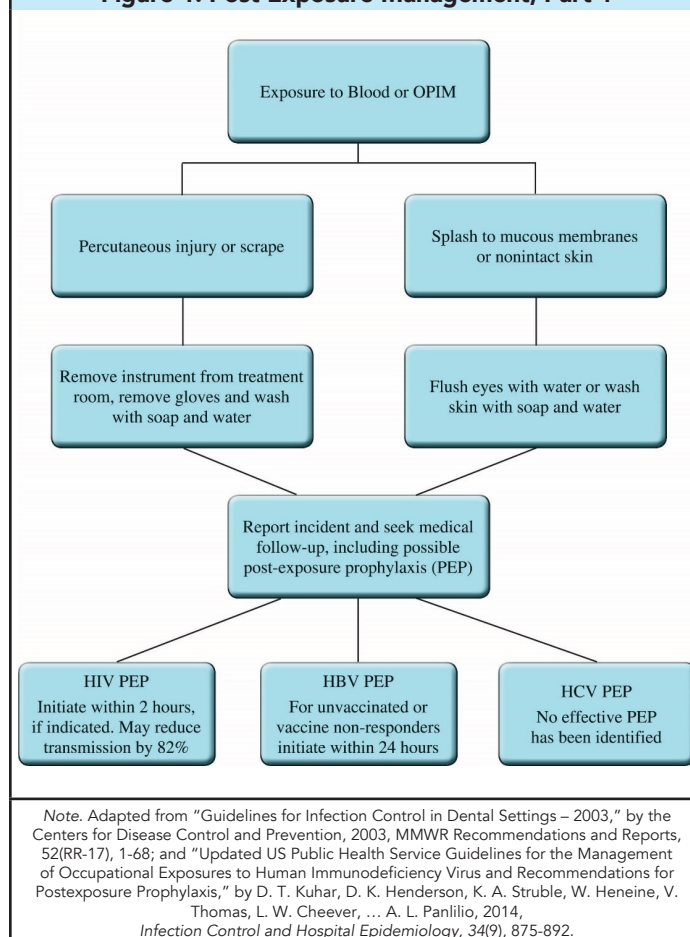 Exposure to Blood or OPIM
Percutaneous injury or scrape
Splash to mucous membranes
or nonintact skin
Remove instrument from treatment
room, remove gloves and wash
with soap and water
Flush eyes with water or wash
skin with soap and water
Report incident and seek medical
follow-up, including possible
post-exposure prophylaxis (PEP)
HIV PEP
Initiate within 2 hours,
if indicated. May reduce
transmission by 82%
HBV PEP
For unvaccinated or
vaccine non-responders
initiate within 24 hours
HCV PEP
No effective PEP
has been identified
Note. Adapted from “Guidelines for Infection Control in Dental Settings – 2003,” by the
Centers for Disease Control and Prevention, 2003, MMWR Recommendations and Reports,
52(RR-17), 1-68; and “Updated US Public Health Service Guidelines for the Management
of Occupational Exposures to Human Immunodeficiency Virus and Recommendations for
Postexposure Prophylaxis,” by D. T. Kuhar, D. K. Henderson, K. A. Struble, W. Heneine, V.
Thomas, L. W. Cheever, … A. L. Panlilio, 2014,
Infection Control and Hospital Epidemiology, 34(9), 875-892.